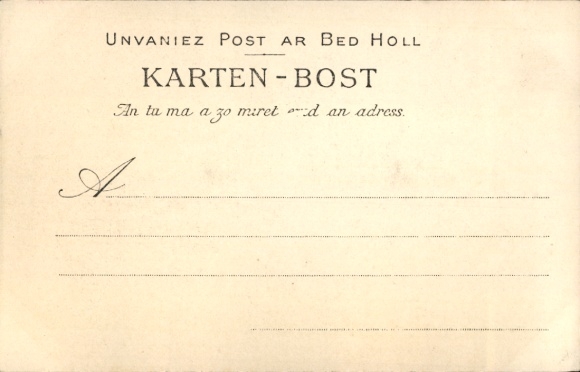 UNVANIEZ POST AR BED HOLL
KARTEN-BOST
An tu ma a zo miret an adress.
A